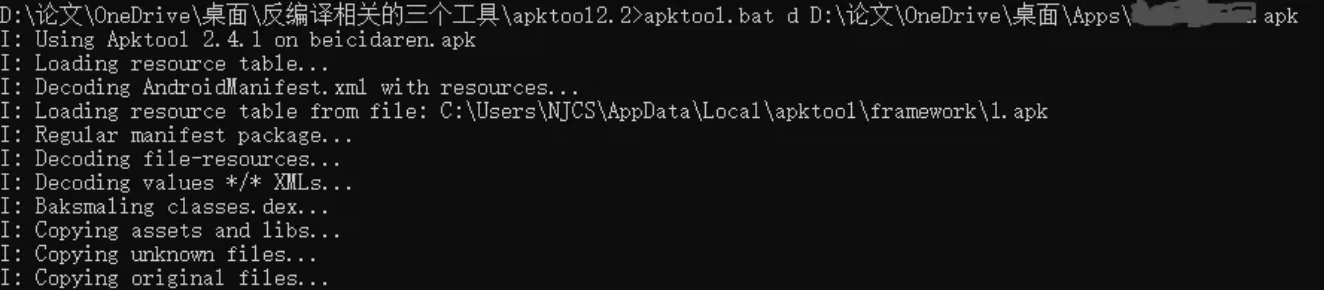 D:\论文\OneDrive\桌面\反编译相关的三个工具\apktool2.2>apktool.bat d D:\论文\OneDrive\桌面\Apps\.apk
I: Using Apktool 2.4.1 on beicidaren.apk
I: Loading resource table...
I: Decoding AndroidManifest.xml with resources...
I: Loading resource table from file: C:\Users\NJCS\AppData\Local\apktool\framework\1.apk
I: Regular manifest package...
I: Decoding file-resources...
I: Decoding values */* XMLs...
I: Baksmaling classes.dex...
I: Copying assets and libs...
I: Copying unknown files...
I: Copying original files...